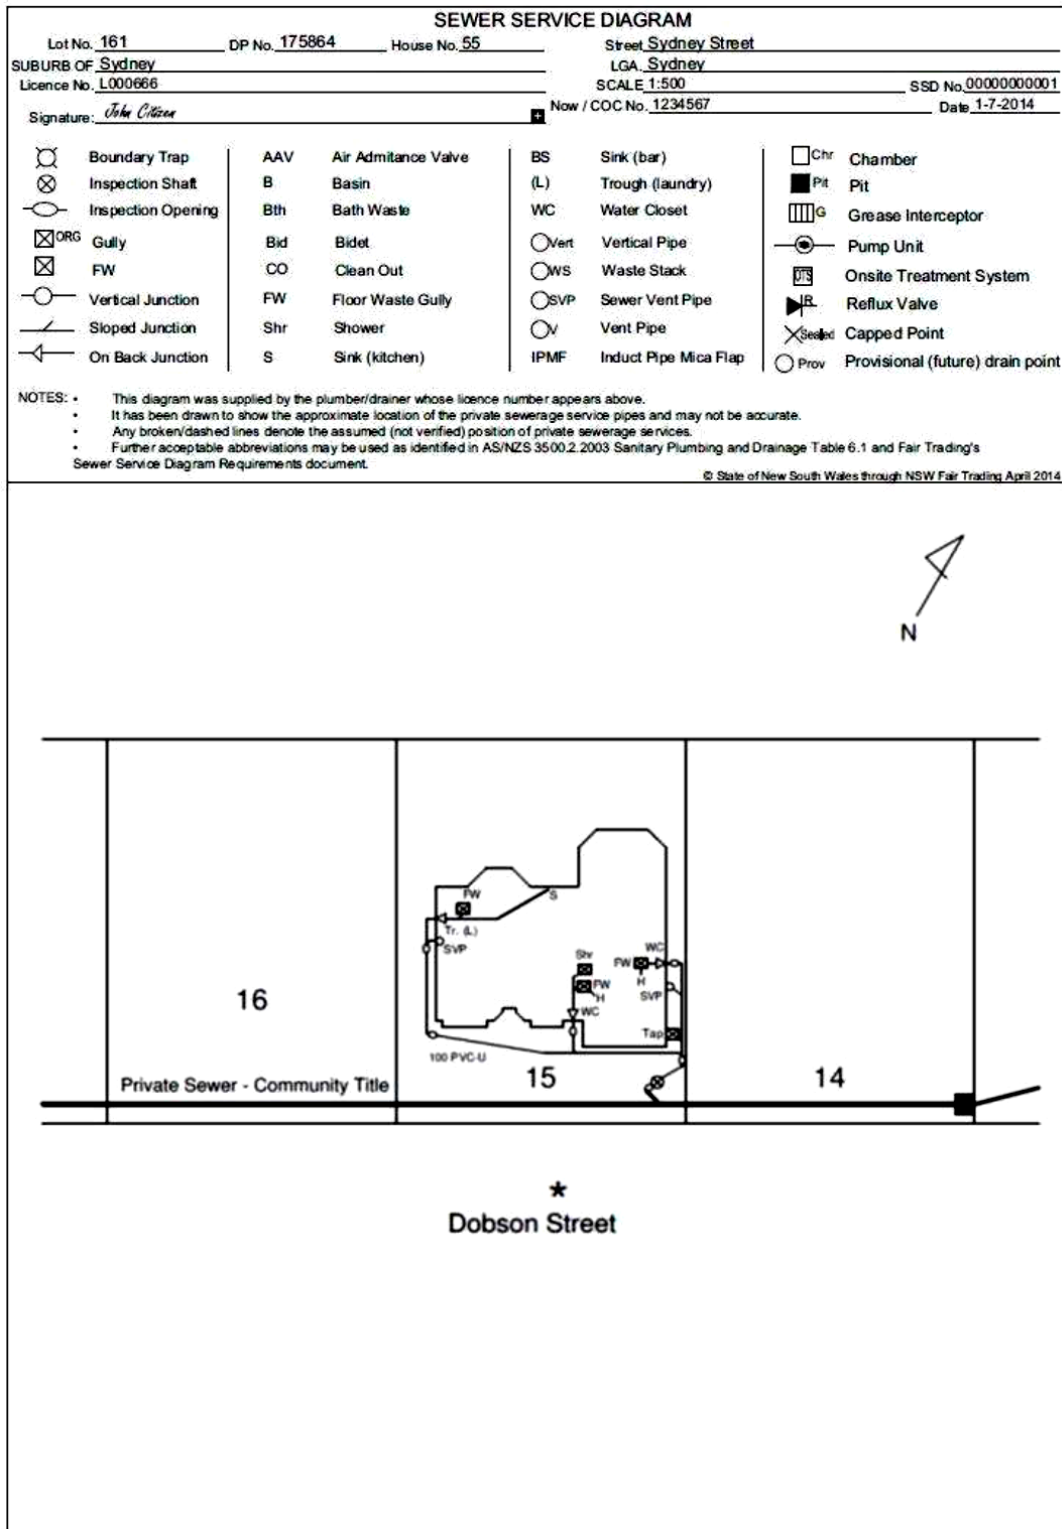 SEWER SERVICE DIAGRAM
Lot No. 161 DP No. 175864 House No. 55 Street Sydney Street
SUBURB OF Sydney LGA. Sydney
Licence No. L000666 SCALE 1:500 SSD No. 00000000001
Signature: John Citizen Now / COC No. 1234567 Date 1-7-2014
Boundary Trap AAV Air Admitance Valve BS Sink (bar) Chr Chamber
Inspection Shaft B Basin (L) Trough (laundry) Pit Pit
Inspection Opening Bth Bath Waste WC Water Closet G Grease Interceptor
ORG Gully Bid Bidet Vert Vertical Pipe Pump Unit
FW CO Clean Out WS Waste Stack OTS Onsite Treatment System
Vertical Junction FW Floor Waste Gully SVP Sewer Vent Pipe R Reflux Valve
Sloped Junction Shr Shower V Vent Pipe Sealed Capped Point
On Back Junction S Sink (kitchen) IPMF Induct Pipe Mica Flap Prov Provisional (future) drain point
NOTES: • This diagram was supplied by the plumber/drainer whose licence number appears above.
• It has been drawn to show the approximate location of the private sewerage service pipes and may not be accurate.
• Any broken/dashed lines denote the assumed (not verified) position of private sewerage services.
• Further acceptable abbreviations may be used as identified in AS/NZS 3500.2.2003 Sanitary Plumbing and Drainage Table 6.1 and Fair Trading's
Sewer Service Diagram Requirements document.
© State of New South Wales through NSW Fair Trading April 2014
N
FW S
Tr. (L)
SVP
Shr FW WC
FW H
H SVP
WC
Tap
16
100 PVC-U
15 14
Private Sewer - Community Title
*
Dobson Street